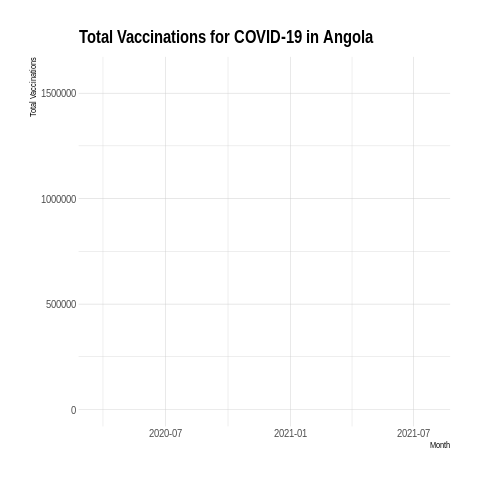 Total Vaccinations for COVID-19 in Angola
Total Vaccinations
1500000
1000000
500000
0
2020-07
2021-01
2021-07
Month